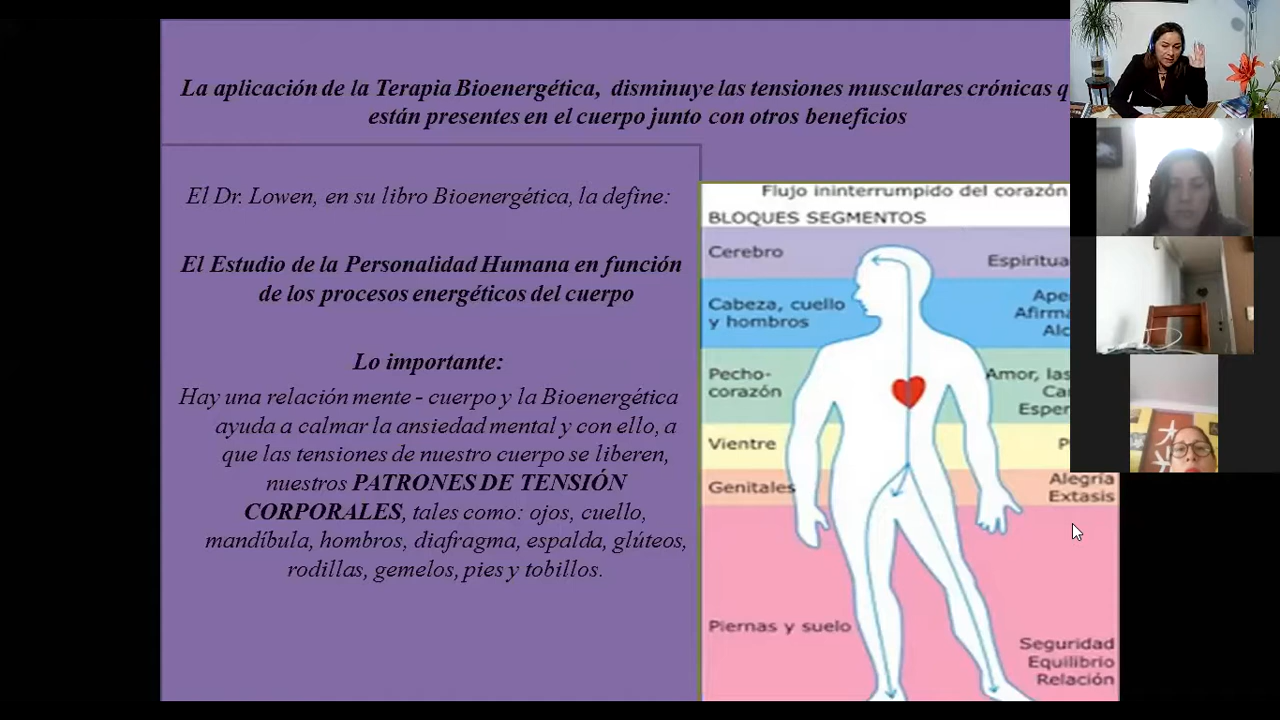 La aplicación de la Terapia Bioenergética, disminuye las tensiones musculares crónicas
están presentes en el cuerpo junto con otros beneficios
El Dr. Lowen, en su libro Bioenergética, la define:
El Estudio de la Personalidad Humana en función
de los procesos energéticos del cuerpo
Lo importante:
Hay una relación mente - cuerpo y la Bioenergética
ayuda a calmar la ansiedad mental y con ello, a
que las tensiones de nuestro cuerpo se liberen,
nuestros PATRONES DE TENSIÓN
CORPORALES, tales como: ojos, cuello,
mandíbula, hombros, diafragma, espalda, glúteos,
rodillas, gemelos, pies y tobillos.
Flujo ininterrumpido del corazón
BLOQUES SEGMENTOS
Cerebro
Cabeza, cuello
y hombros
Pecho-
corazón
Amor, las
Vientre
Genitales
Alegría
Extasis
Piernas y suelo
Seguridad
Equilibrio
Relación